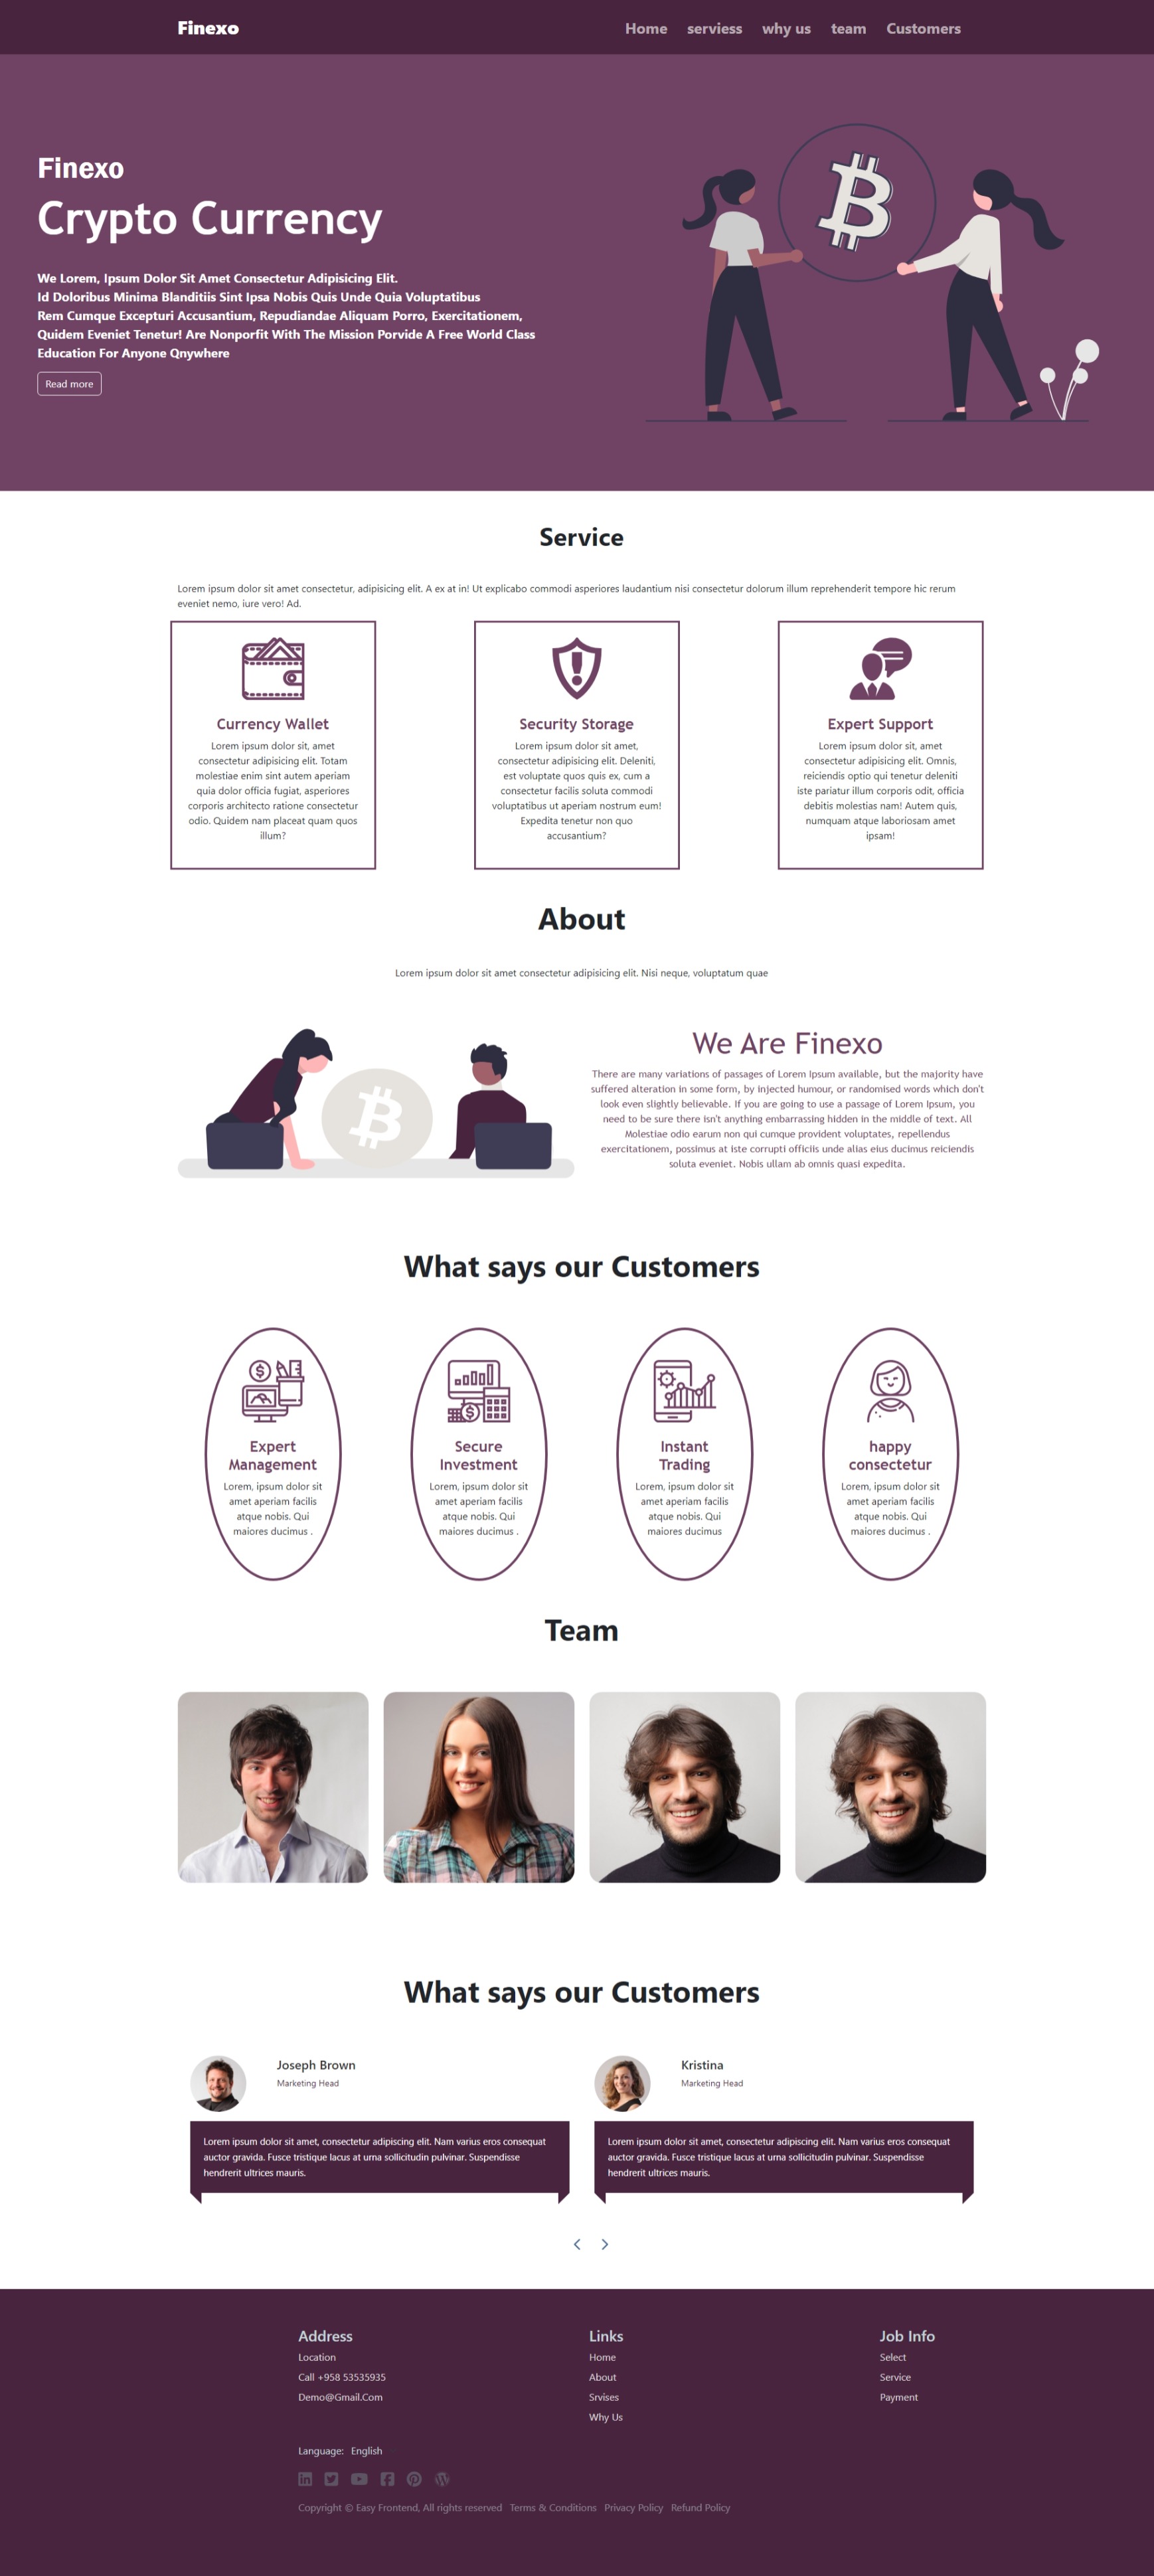 Finexo
Home serviess why us team Customers
Finexo
Crypto Currency
We Lorem, Ipsum Dolor Sit Amet Consectetur Adipisicing Elit.
Id Doloribus Minima Blanditiis Sint Ipsa Nobis Quis Unde Quia Voluptatibus
Rem Cumque Excepturi Accusantium, Repudiandae Aliquam Porro, Exercitationem,
Quidem Eveniet Tenetur! Are Nonporfit With The Mission Porvide A Free World Class
Education For Anyone Qnywhere
Read more
Service
Lorem ipsum dolor sit amet consectetur, adipisicing elit. A ex at in! Ut explicabo commodi asperiores laudantium nisi consectetur dolorum illum reprehenderit tempore hic rerum
eveniet nemo, iure vero! Ad.
Currency Wallet
Lorem ipsum dolor sit, amet
consectetur adipisicing elit. Totam
molestiae enim sint autem aperiam
quia dolor officia fugiat, asperiores
corporis architecto ratione consectetur
odio. Quidem nam placeat quam quos
illum?
Security Storage
Lorem ipsum dolor sit amet,
consectetur adipisicing elit. Deleniti,
est voluptate quos quis ex, cum a
consectetur facilis soluta commodi
voluptatibus ut aperiam nostrum eum!
Expedita tenetur non quo
accusantium?
Expert Support
Lorem ipsum dolor sit, amet
consectetur adipisicing elit. Omnis,
reiciendis optio qui tenetur deleniti
iste pariatur illum corporis odit, officia
debitis molestias nam! Autem quis,
numquam atque laboriosam amet
ipsam!
About
Lorem ipsum dolor sit amet consectetur adipisicing elit. Nisi neque, voluptatum quae
We Are Finexo
There are many variations of passages of Lorem Ipsum available, but the majority have
suffered alteration in some form, by injected humour, or randomised words which don't
look even slightly believable. If you are going to use a passage of Lorem Ipsum, you
need to be sure there isn't anything embarrassing hidden in the middle of text. All
Molestiae odio earum non qui cumque provident voluptates, repellendus
exercitationem, possimus at iste corrupti officiis unde alias eius ducimus reiciendis
soluta eveniet. Nobis ullam ab omnis quasi expedita.
What says our Customers
Expert
Management
Lorem, ipsum dolor sit
amet aperiam facilis
atque nobis. Qui
maiores ducimus .
Secure
Investment
Lorem, ipsum dolor sit
amet aperiam facilis
atque nobis. Qui
maiores ducimus .
Instant
Trading
Lorem, ipsum dolor sit
amet aperiam facilis
atque nobis. Qui
maiores ducimus
happy
consectetur
Lorem, ipsum dolor sit
amet aperiam facilis
atque nobis. Qui
maiores ducimus .
Team
What says our Customers
Joseph Brown
Marketing Head
Lorem ipsum dolor sit amet, consectetur adipiscing elit. Nam varius eros consequat
auctor gravida. Fusce tristique lacus at urna sollicitudin pulvinar. Suspendisse
hendrerit ultrices mauris.
Kristina
Marketing Head
Lorem ipsum dolor sit amet, consectetur adipiscing elit. Nam varius eros consequat
auctor gravida. Fusce tristique lacus at urna sollicitudin pulvinar. Suspendisse
hendrerit ultrices mauris.
Address
Location
Call +958 53535935
Demo@Gmail.Com
Links
Home
About
Srvises
Why Us
Job Info
Select
Service
Payment
Language: English
Copyright © Easy Frontend, All rights reserved Terms & Conditions Privacy Policy Refund Policy